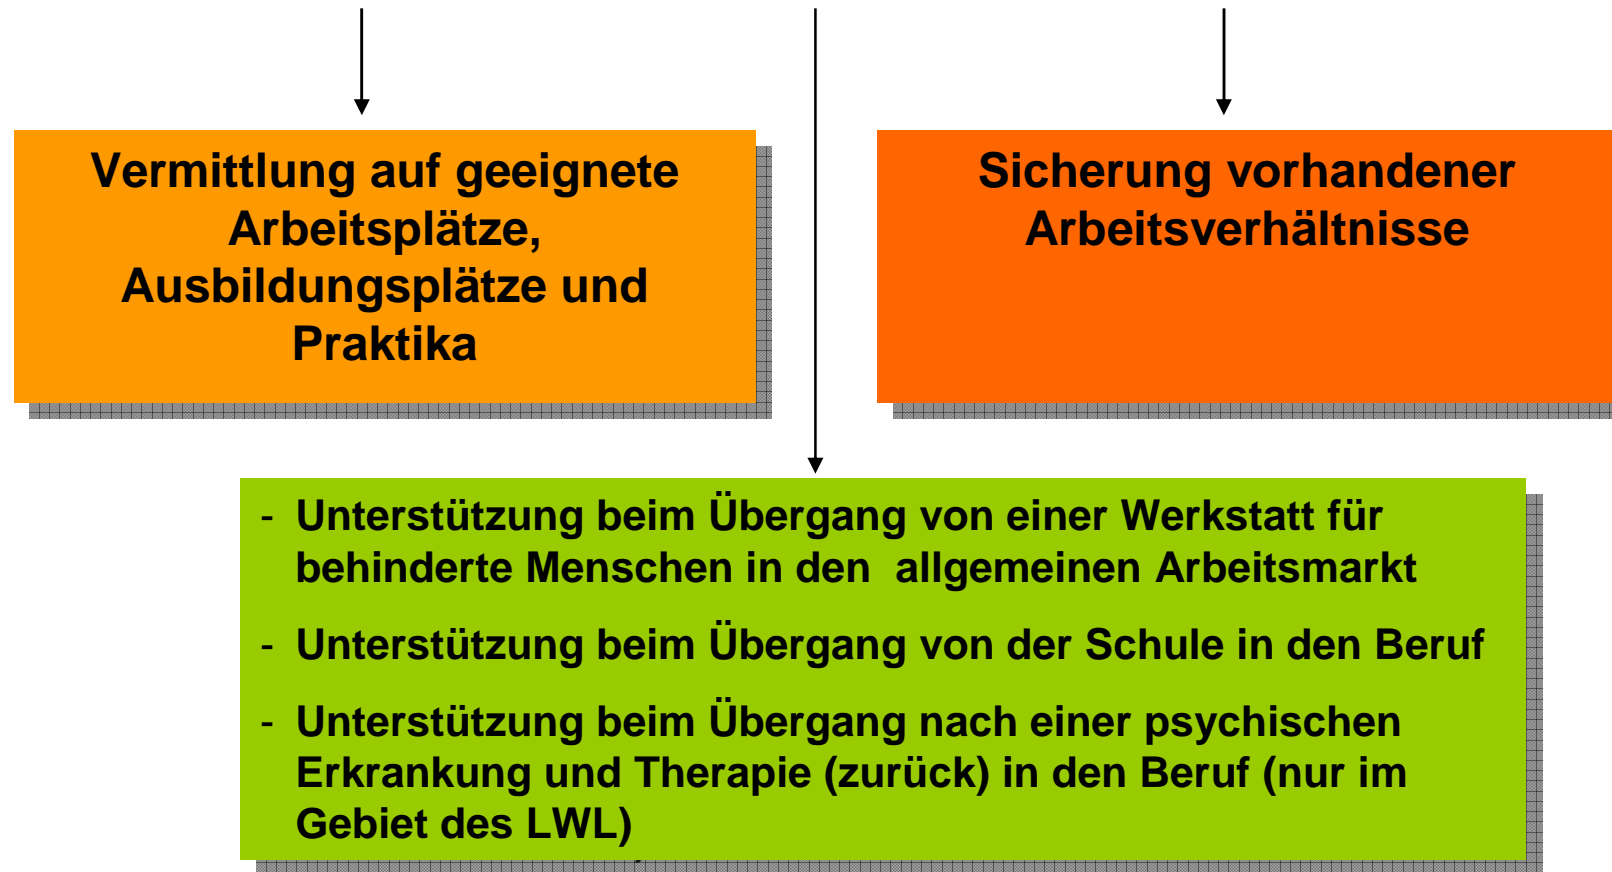 Vermittlung auf geeignete
Arbeitsplätze,
Ausbildungsplätze und
Praktika
Sicherung vorhandener
Arbeitsverhältnisse
- Unterstützung beim Übergang von einer Werkstatt für
behinderte Menschen in den allgemeinen Arbeitsmarkt
- Unterstützung beim Übergang von der Schule in den Beruf
- Unterstützung beim Übergang nach einer psychischen
Erkrankung und Therapie (zurück) in den Beruf (nur im
Gebiet des LWL)